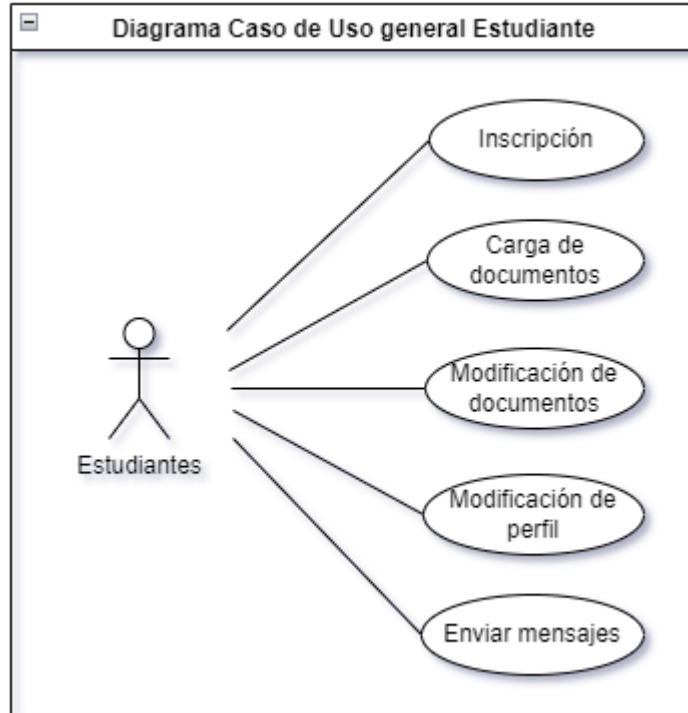 Diagrama Caso de Uso general Estudiante
Inscripción
Carga de
documentos
Modificación de
documentos
Estudiantes
Modificación de
perfil
Enviar mensajes